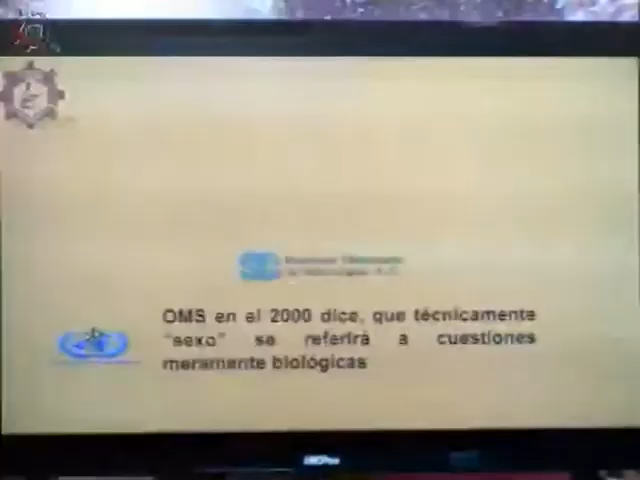 OMS en el 2000 dice, que técnicamente
"sexo" se referirá a cuestiones
meramente biológicas